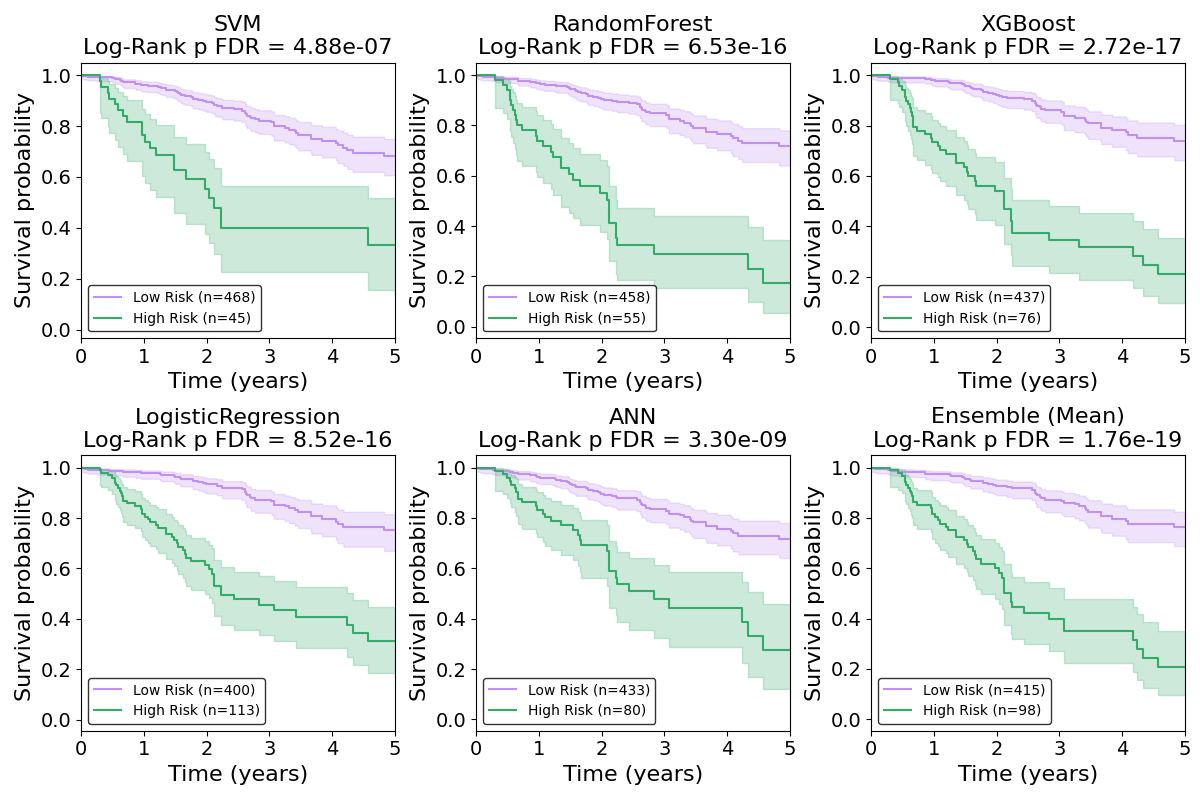 SVM
Log-Rank p FDR = 4.88e-07
Survival probability
1.0
0.8
0.6
0.4
0.2
0.0
Low Risk (n=468)
High Risk (n=45)
0 1 2 3 4 5
Time (years)
RandomForest
Log-Rank p FDR = 6.53e-16
Survival probability
1.0
0.8
0.6
0.4
0.2
0.0
Low Risk (n=458)
High Risk (n=55)
0 1 2 3 4 5
Time (years)
XGBoost
Log-Rank p FDR = 2.72e-17
Survival probability
1.0
0.8
0.6
0.4
0.2
0.0
Low Risk (n=437)
High Risk (n=76)
0 1 2 3 4 5
Time (years)
LogisticRegression
Log-Rank p FDR = 8.52e-16
Survival probability
1.0
0.8
0.6
0.4
0.2
0.0
Low Risk (n=400)
High Risk (n=113)
0 1 2 3 4 5
Time (years)
ANN
Log-Rank p FDR = 3.30e-09
Survival probability
1.0
0.8
0.6
0.4
0.2
0.0
Low Risk (n=433)
High Risk (n=80)
0 1 2 3 4 5
Time (years)
Ensemble (Mean)
Log-Rank p FDR = 1.76e-19
Survival probability
1.0
0.8
0.6
0.4
0.2
0.0
Low Risk (n=415)
High Risk (n=98)
0 1 2 3 4 5
Time (years)